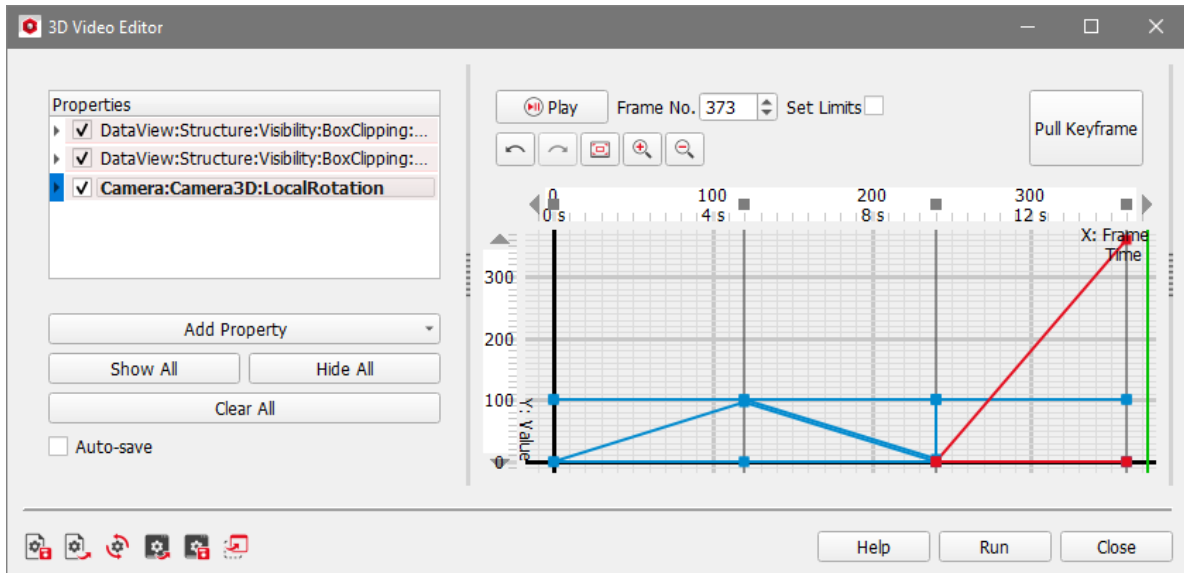 3D Video Editor
Properties
DataView:Structure:Visibility:BoxClipping:...
DataView:Structure:Visibility:BoxClipping:...
Camera:Camera3D:LocalRotation
Add Property
Show All
Hide All
Clear All
Auto-save
Play
Frame No.
373
Set Limits
Pull Keyframe
0
100
200
300
0 s
4 s
8 s
12 s
X: Frame
Time
300
200
100
0
Y: Value
Help
Run
Close